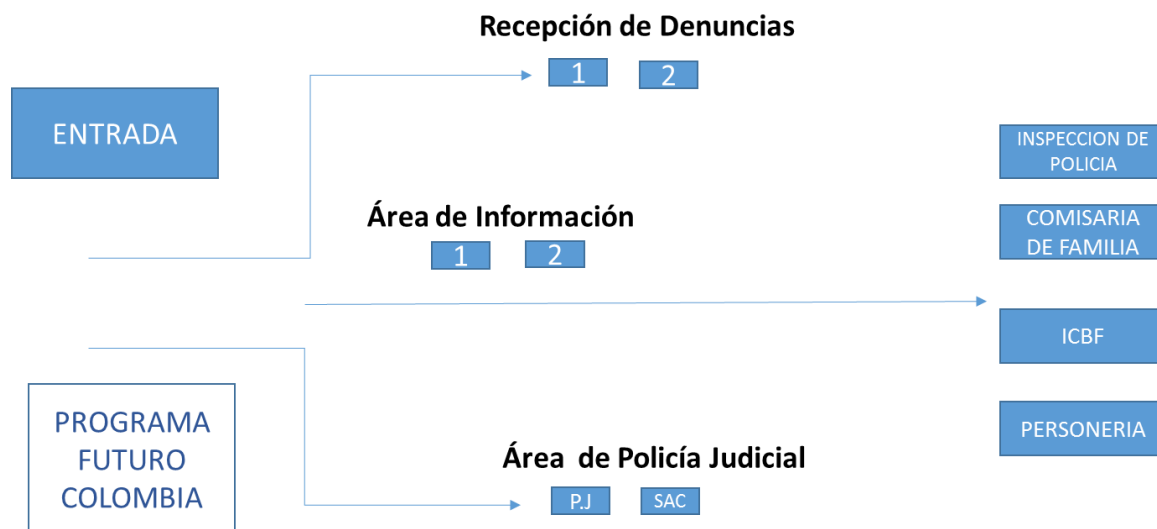 Recepción de Denuncias
1
2
ENTRADA
INSPECCION DE
POLICIA
COMISARIA
DE FAMILIA
Área de Información
1
2
ICBF
PROGRAMA
FUTURO
COLOMBIA
PERSONERIA
Área de Policía Judicial
P.J
SAC